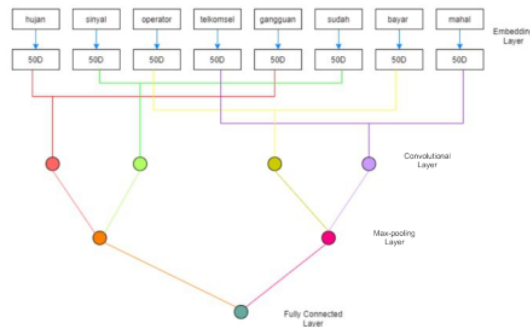 hujan sinyal operator telkomsel gangguan sudah bayar mahal
Embeddin
Layer
50D 50D 50D 50D 50D 50D 50D 50D
Convolutional
Layer
Max-pooling
Layer
Fully Connected
Layer